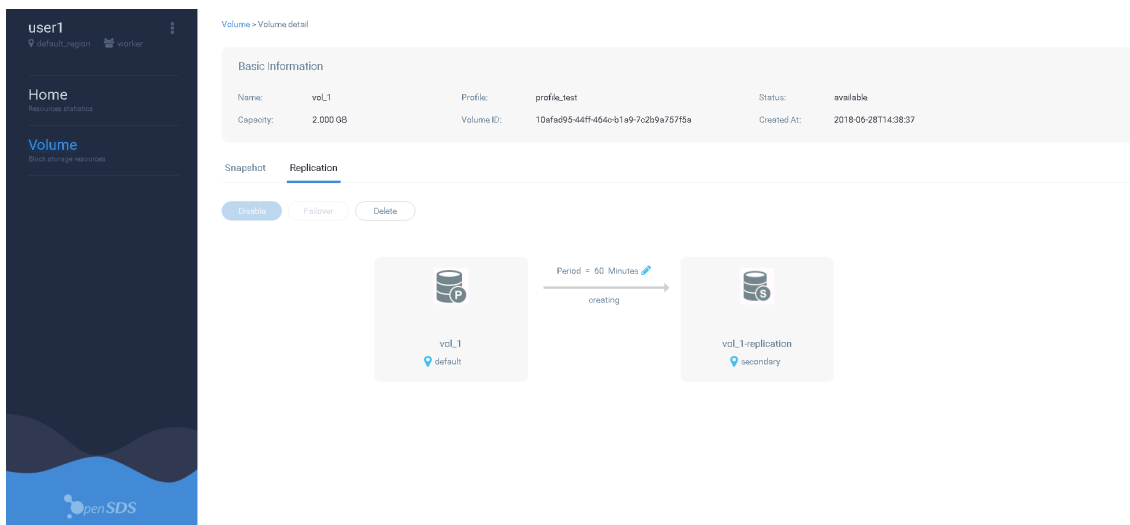 user1
default_region worker
Home
Resources statistics
Volume
Block storage resources
OpenSDS
Volume > Volume detail
Basic Information
Name: vol_1 Profile: profile_test Status: available
Capacity: 2.000 GB Volume ID: 10afad95-44ff-464c-b1a9-7c2b9a757f5a Created At: 2018-06-28T14:38:37
Snapshot Replication
Disable Failover Delete
Period = 60 Minutes
creating
P
vol_1
default
S
vol_1-replication
secondary